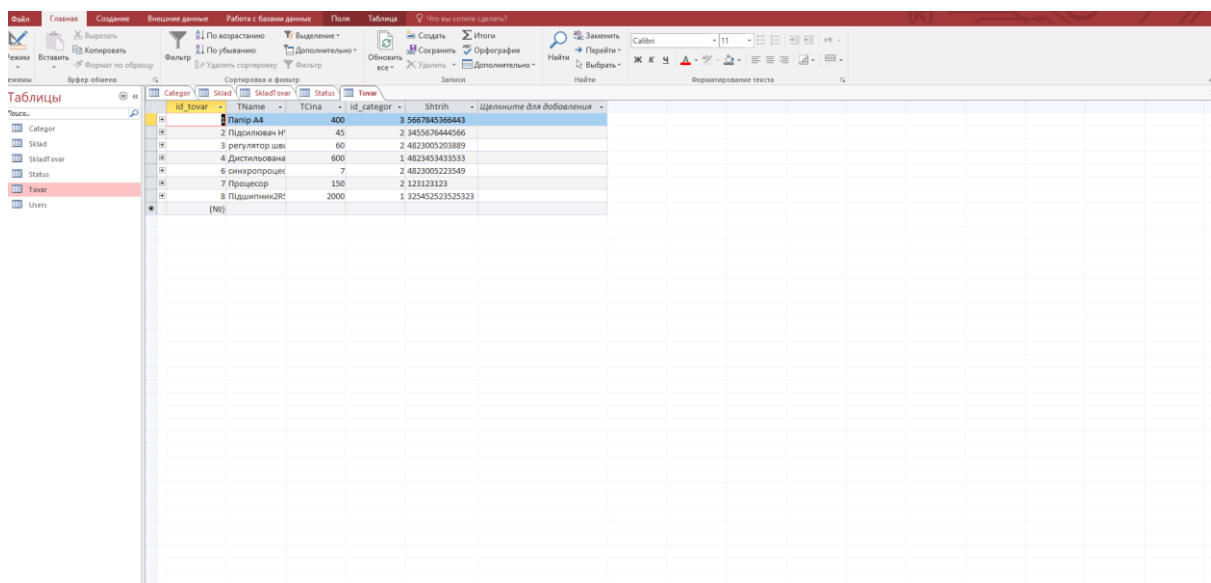 Файл Главная Создание Внешние данные Работа с базами данных Поля Таблица Что вы хотите сделать?
Вырезать По возрастанию Выделение Создать Итоги Заменить
Копировать По убыванию Дополнительно Сохранить Орфография Перейти Calibri 11
Режим Вставить Формат по образцу Фильтр Удалить сортировку Фильтр Обновить все Удалить Дополнительно Найти Выбрать Ж К Ч А
Режимы Буфер обмена Сортировка и фильтр Записи Найти Форматирование текста
Таблицы «
Поиск...
Categor
Sklad
SkladTovar
Status
Tovar
Users
Categor Sklad SkladTovar Status Tovar
id_tovar TName TCina id_categor Shtrih Щелкните для добавления
1 Папір А4 400 3 5667845366443
2 Підсилювач Н 45 2 3455676444566
3 регулятор шви 60 2 4823005203889
4 Дистильована 600 1 4823453433533
6 синхропроцес 7 2 4823005223549
7 Процесор 150 2 123123123
8 Підшипник2RS 2000 1 325452523525323
(№)